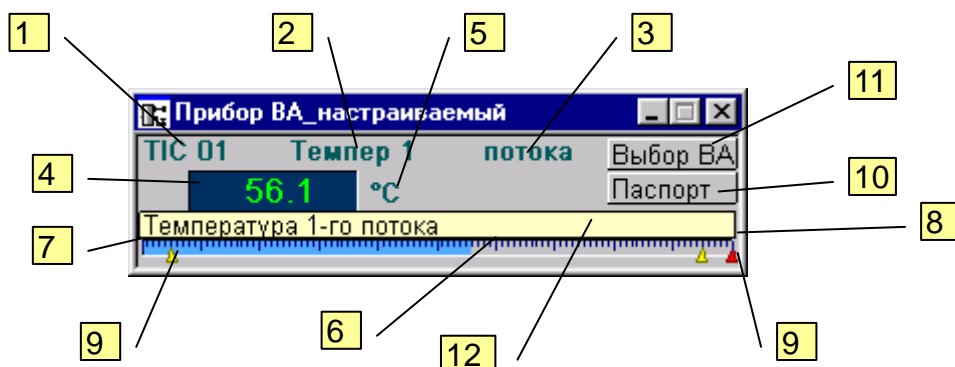 1 2 5 3
11
Прибор ВА_настраиваемый
TIC 01 Темпер 1 потока Выбор ВА
4 56.1 °C Паспорт 10
Температура 1-го потока
7 8
9 6 12 9